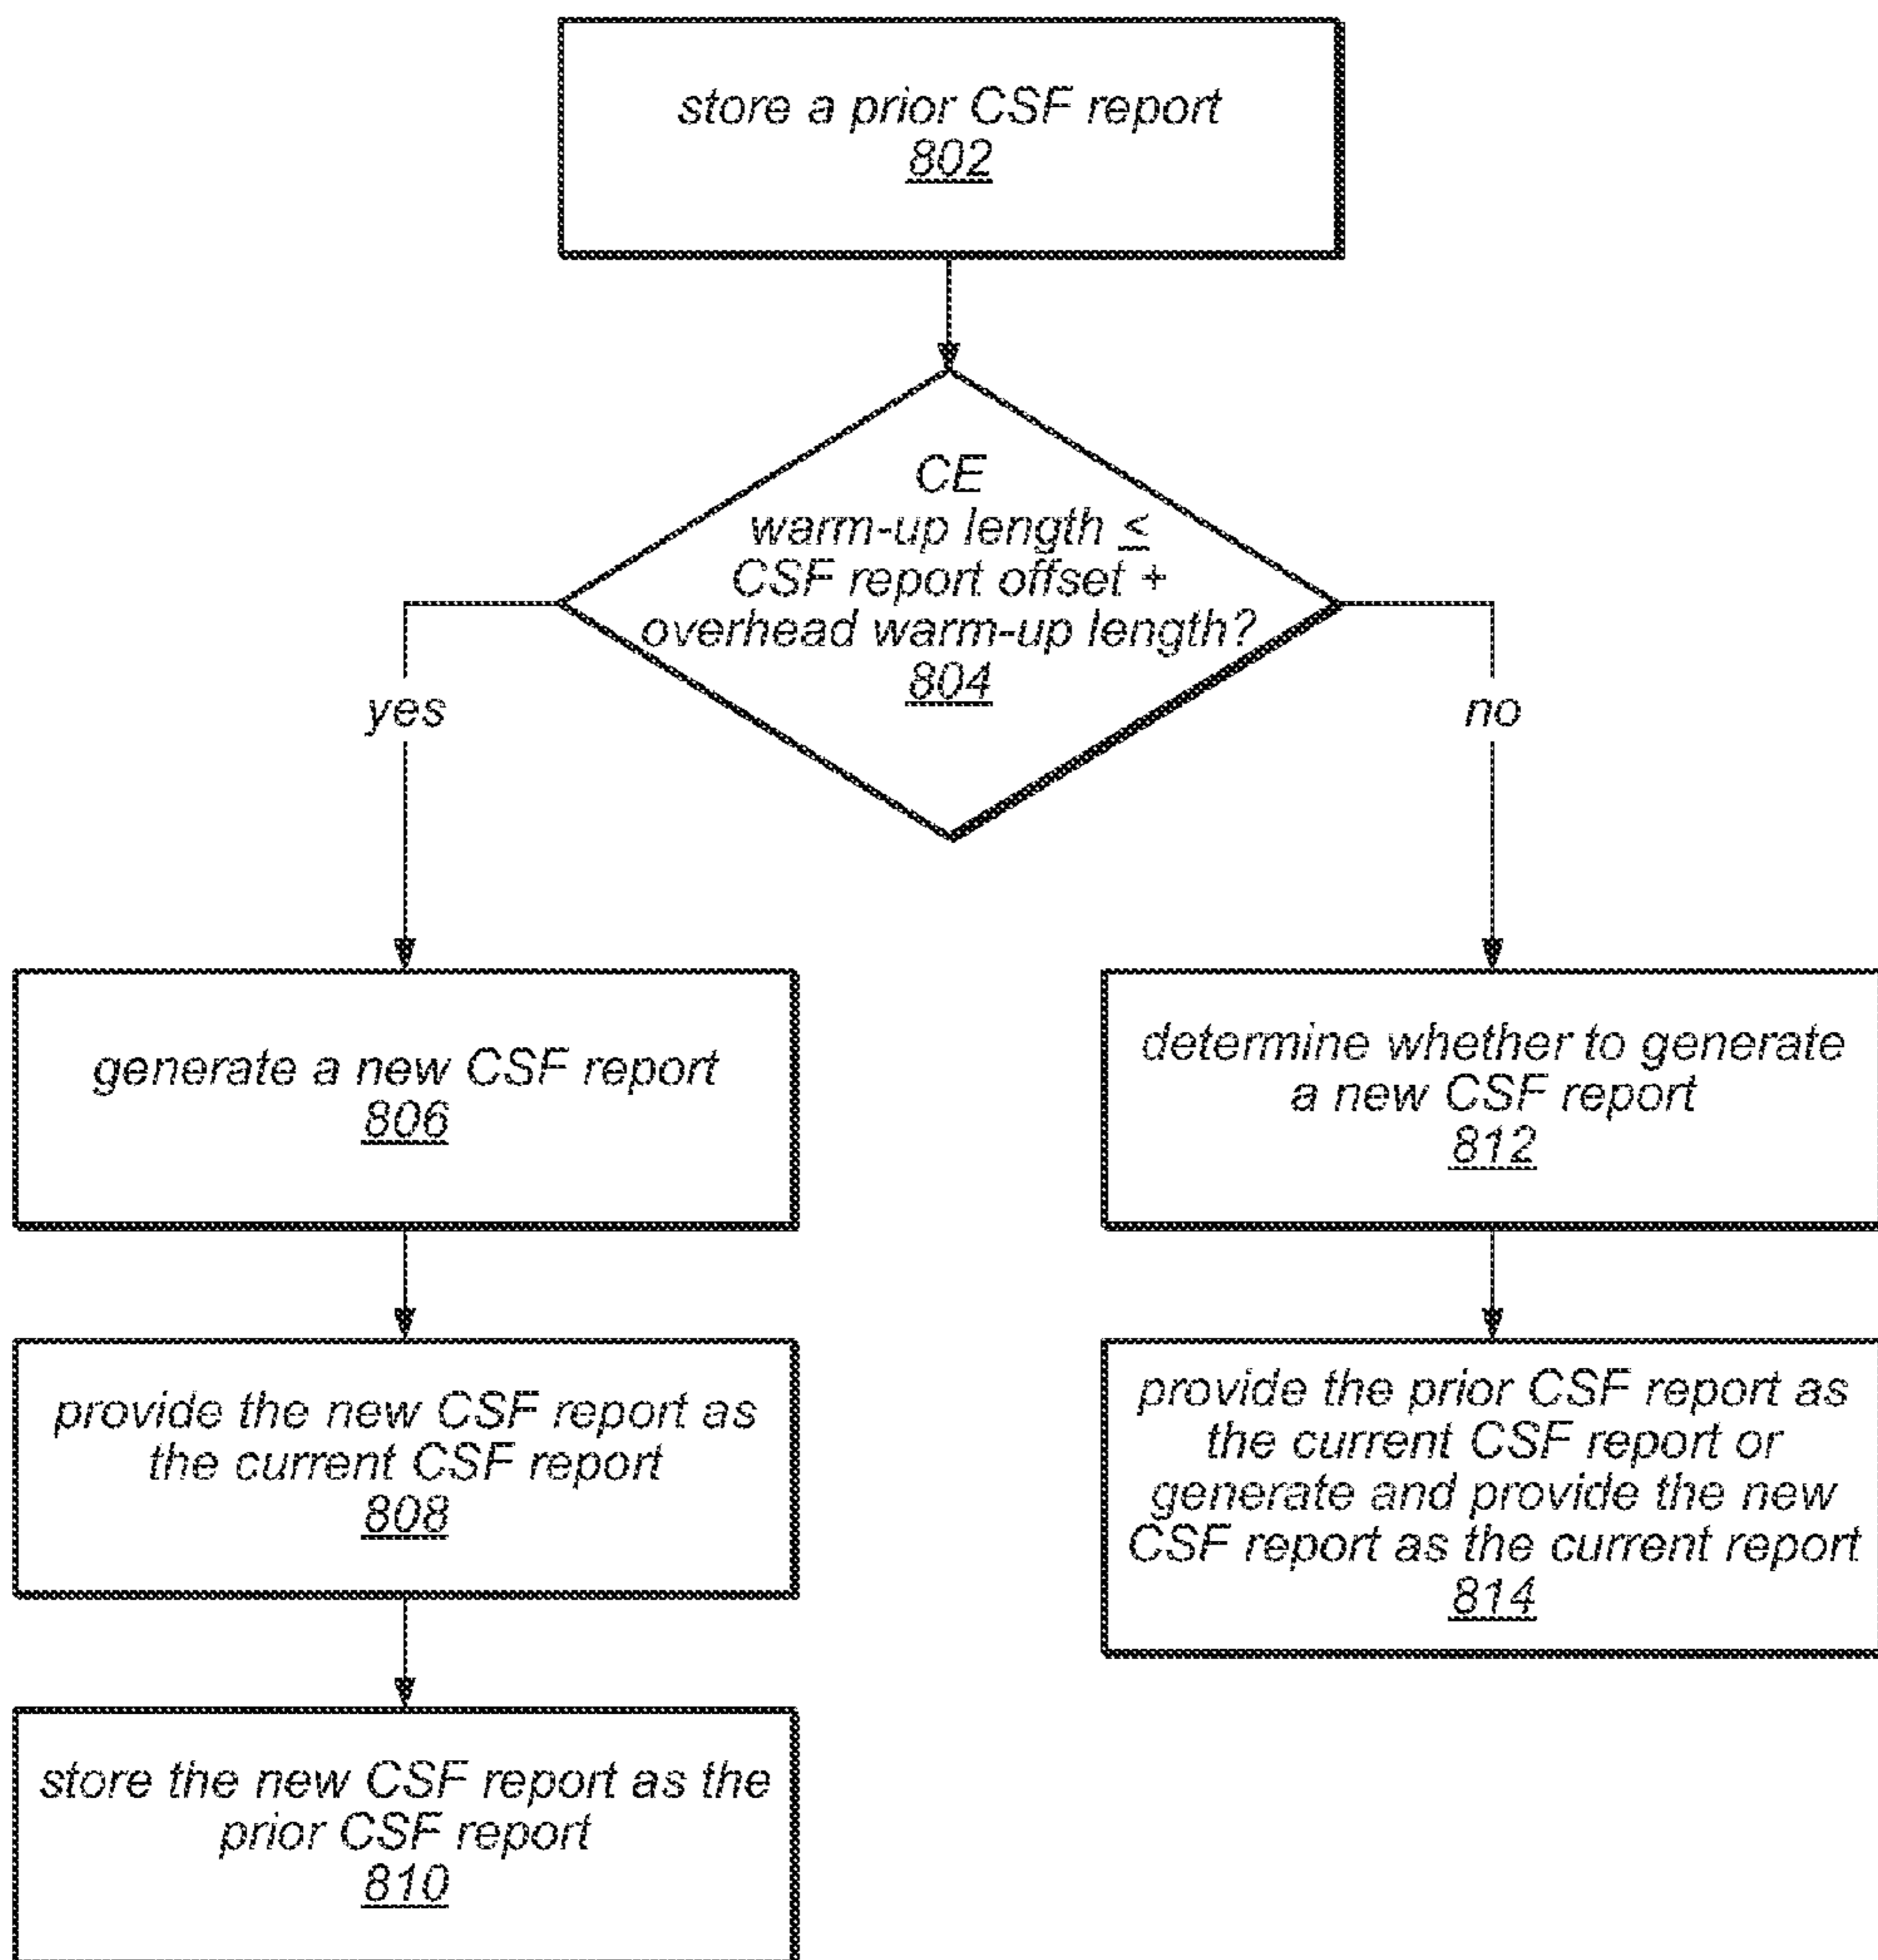 store a prior CSF report
802
CE
warm-up length ≤
CSF report offset +
overhead warm-up length?
804
yes
no
generate a new CSF report
806
determine whether to generate
a new CSF report
812
provide the new CSF report as
the current CSF report
808
provide the prior CSF report as
the current CSF report or
generate and provide the new
CSF report as the current report
814
store the new CSF report as the
prior CSF report
810